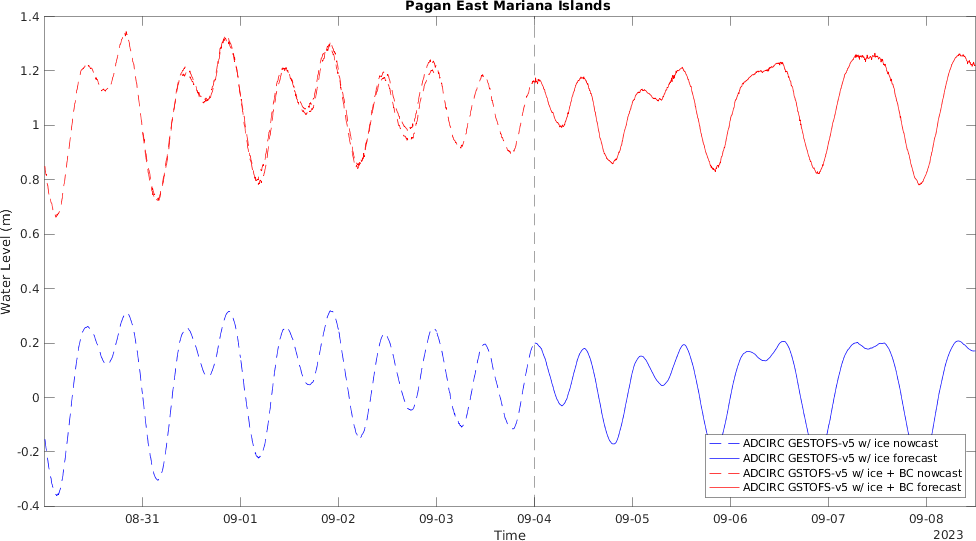 Pagan East Mariana Islands
Water Level (m)
1.4
1.2
1
0.8
0.6
0.4
0.2
0
-0.2
-0.4
ADCIRC GESTOFS-v5 w/ ice nowcast
ADCIRC GESTOFS-v5 w/ ice forecast
ADCIRC GSTOFS-v5 w/ ice + BC nowcast
ADCIRC GSTOFS-v5 w/ ice + BC forecast
08-31 09-01 09-02 09-03 09-04 09-05 09-06 09-07 09-08
Time
2023